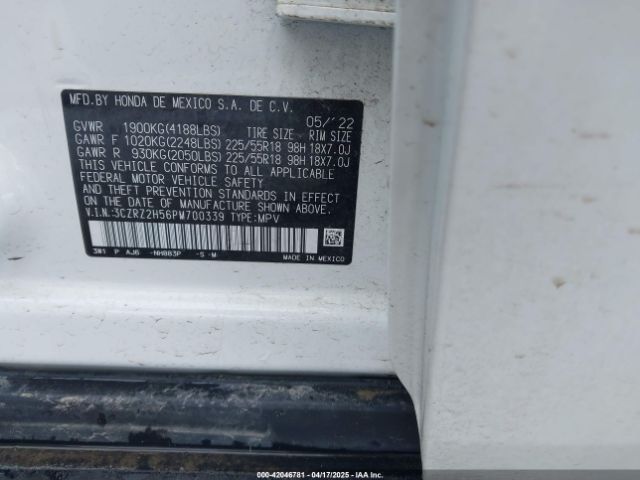 MFD.BY HONDA DE MEXICO S.A. DE C.V.
05/'22
GVWR 1900KG(4188LBS) TIRE SIZE RIM SIZE
GAWR F 1020KG(2248LBS) 225/55R18 98H 18X7.0J
GAWR R 930KG(2050LBS) 225/55R18 98H 18X7.0J
THIS VEHICLE CONFORMS TO ALL APPLICABLE
FEDERAL MOTOR VEHICLE SAFETY
AND THEFT PREVENTION STANDARDS IN EFFECT
ON THE DATE OF MANUFACTURE SHOWN ABOVE.
V.I.N:3CZRZ2H56PM700339 TYPE:MPV
3W1 P AJ6 -NH883P -S -M
MADE IN MEXICO
000-42046781 - 04/17/2025 - IAA Inc.